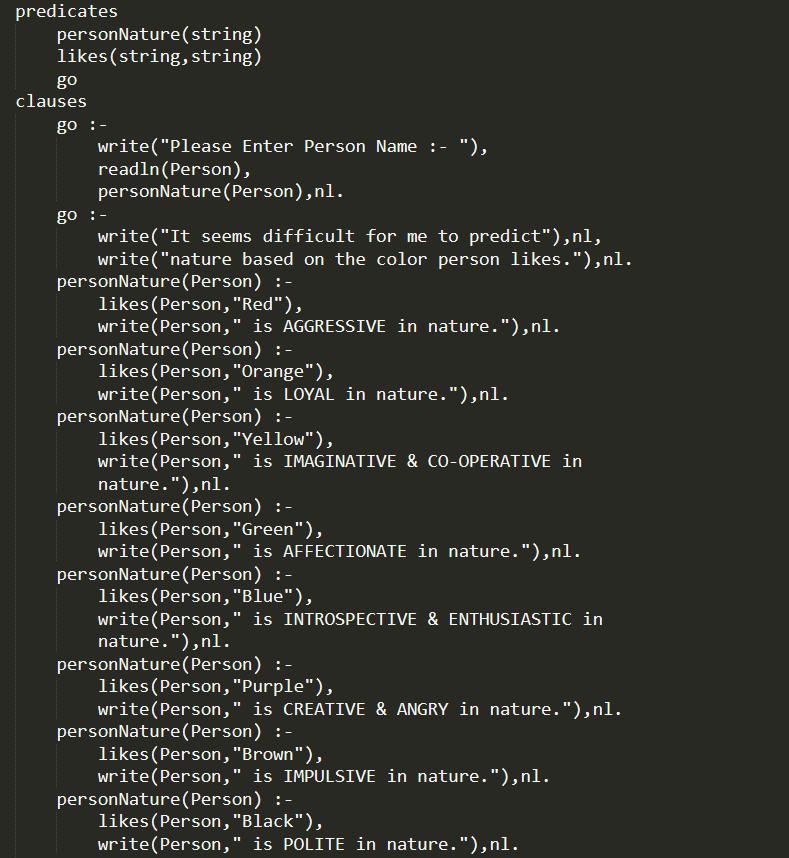 predicates
    personNature(string)
    likes(string,string)
    go
clauses
    go :-
        write("Please Enter Person Name :- "),
        readln(Person),
        personNature(Person),nl.
    go :-
        write("It seems difficult for me to predict"),nl,
        write("nature based on the color person likes."),nl.
    personNature(Person) :-
        likes(Person,"Red"),
        write(Person," is AGGRESSIVE in nature."),nl.
    personNature(Person) :-
        likes(Person,"Orange"),
        write(Person," is LOYAL in nature."),nl.
    personNature(Person) :-
        likes(Person,"Yellow"),
        write(Person," is IMAGINATIVE & CO-OPERATIVE in
        nature."),nl.
    personNature(Person) :-
        likes(Person,"Green"),
        write(Person," is AFFECTIONATE in nature."),nl.
    personNature(Person) :-
        likes(Person,"Blue"),
        write(Person," is INTROSPECTIVE & ENTHUSIASTIC in
        nature."),nl.
    personNature(Person) :-
        likes(Person,"Purple"),
        write(Person," is CREATIVE & ANGRY in nature."),nl.
    personNature(Person) :-
        likes(Person,"Brown"),
        write(Person," is IMPULSIVE in nature."),nl.
    personNature(Person) :-
        likes(Person,"Black"),
        write(Person," is POLITE in nature."),nl.